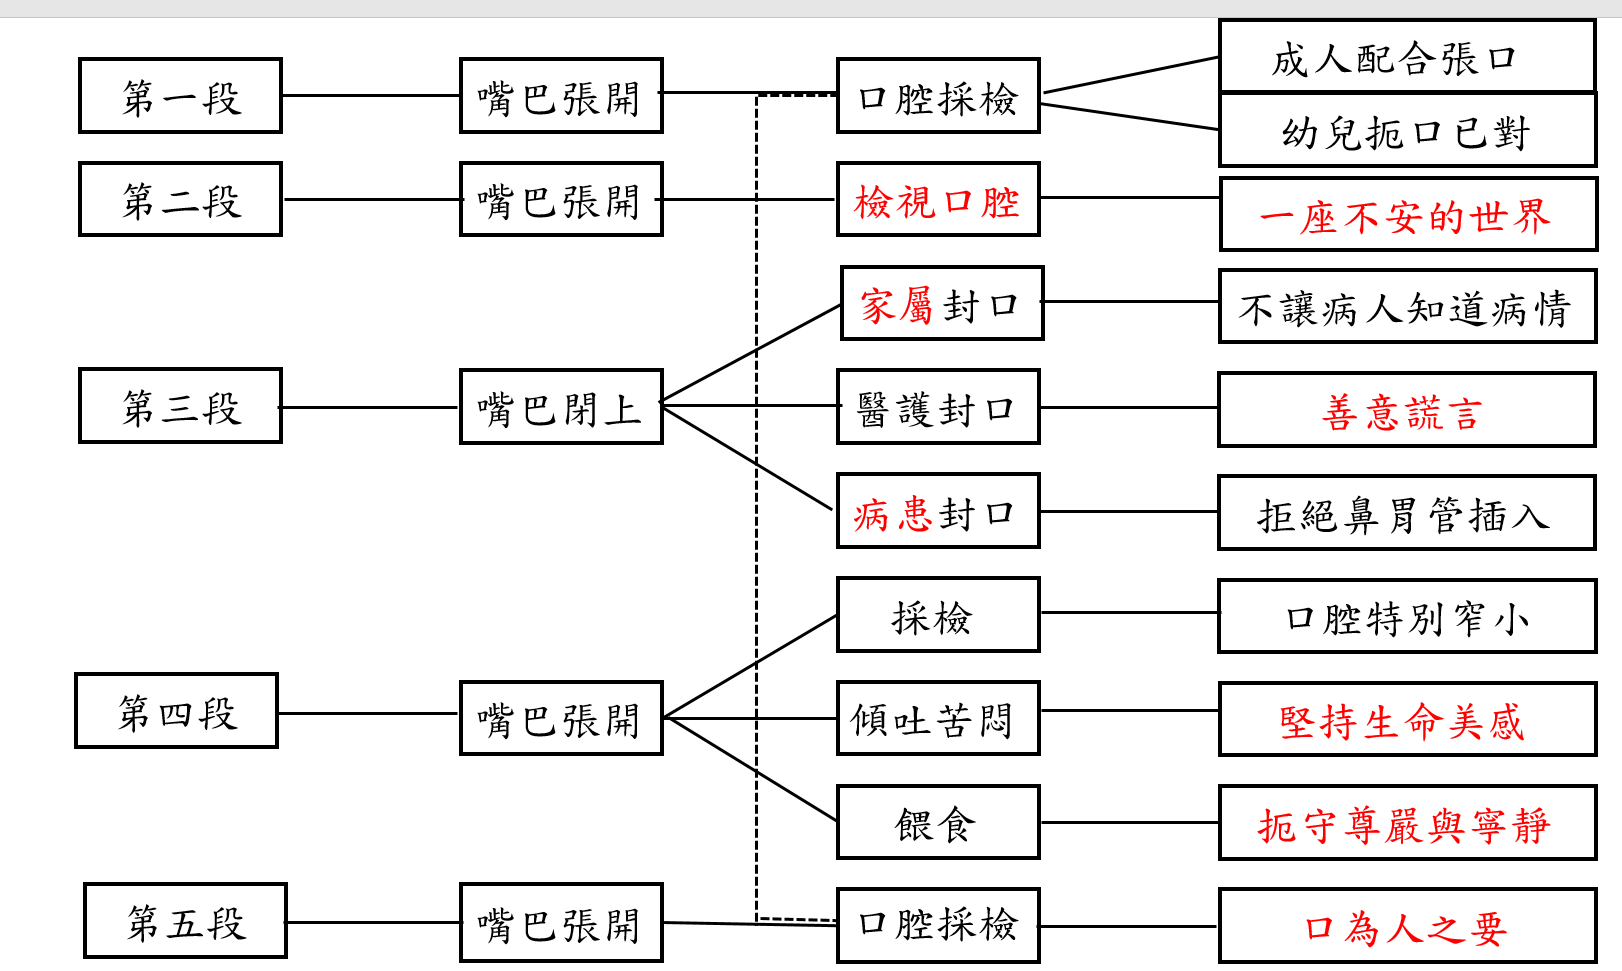 第一段
嘴巴張開
口腔採檢
成人配合張口
幼兒扼口已對
第二段
嘴巴張開
檢視口腔
一座不安的世界
第三段
嘴巴閉上
家屬封口
不讓病人知道病情
醫護封口
善意謊言
病患封口
拒絕鼻胃管插入
第四段
嘴巴張開
採檢
口腔特別窄小
傾吐苦悶
堅持生命美感
餵食
扼守尊嚴與寧靜
第五段
嘴巴張開
口腔採檢
口為人之要